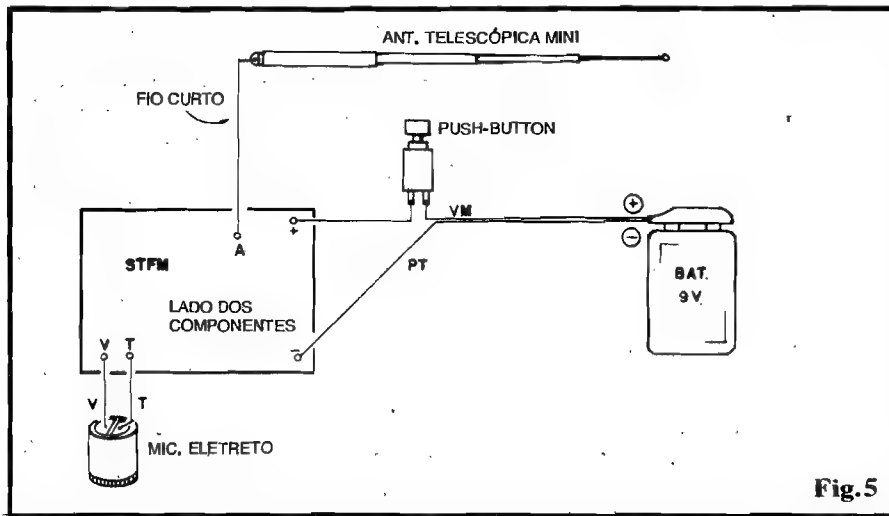 ANT. TELESCÓPICA MINI
FIO CURTO
PUSH-BUTTON
VM
+
A
+
STFM
PT
−
BAT.
9V.
LADO DOS
COMPONENTES
V T
−
V T
MIC. ELETRETO
Fig.5